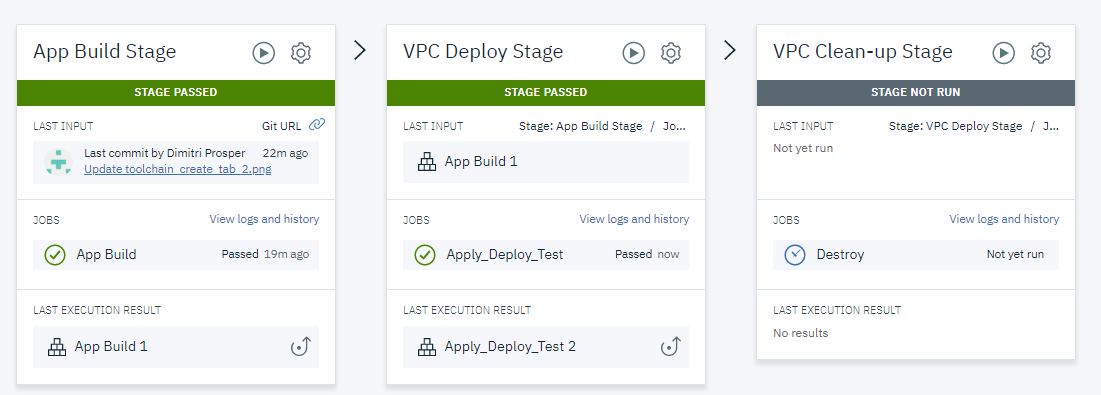 App Build Stage
STAGE PASSED
LAST INPUT Git URL
Last commit by Dimitri Prosper 22m ago
Update toolchain_create_tab_2.png
JOBS View logs and history
App Build Passed 19m ago
LAST EXECUTION RESULT
App Build 1
VPC Deploy Stage
STAGE PASSED
LAST INPUT Stage: App Build Stage / Jo...
App Build 1
JOBS View logs and history
Apply_Deploy_Test Passed now
LAST EXECUTION RESULT
Apply_Deploy_Test 2
VPC Clean-up Stage
STAGE NOT RUN
LAST INPUT Stage: VPC Deploy Stage / J...
Not yet run
JOBS View logs and history
Destroy Not yet run
LAST EXECUTION RESULT
No results